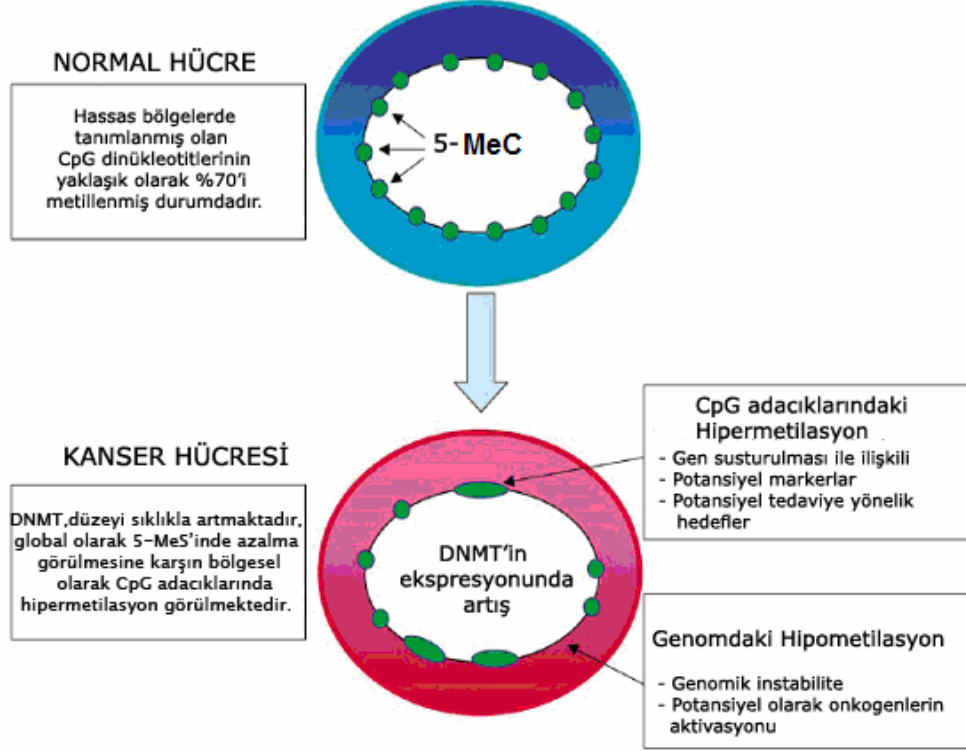 NORMAL HÜCRE
Hassas bölgelerde
tanımlanmış olan
CpG dinükleotitlerinin
yaklaşık olarak %70'i
metillenmiş durumdadır.
5-MeC
KANSER HÜCRESİ
DNMT,düzeyi sıklıkla artmaktadır,
global olarak 5-MeS'inde azalma
görülmesine karşın bölgesel
olarak CpG adacıklarında
hipermetilasyon görülmektedir.
DNMT'in
ekspresyonunda
artış
CpG adacıklarındaki
Hipermetilasyon
- Gen susturulması ile ilişkili
- Potansiyel markerlar
- Potansiyel tedaviye yönelik
hedefler
Genomdaki Hipometilasyon
- Genomik instabilite
- Potansiyel olarak onkogenlerin
aktivasyonu